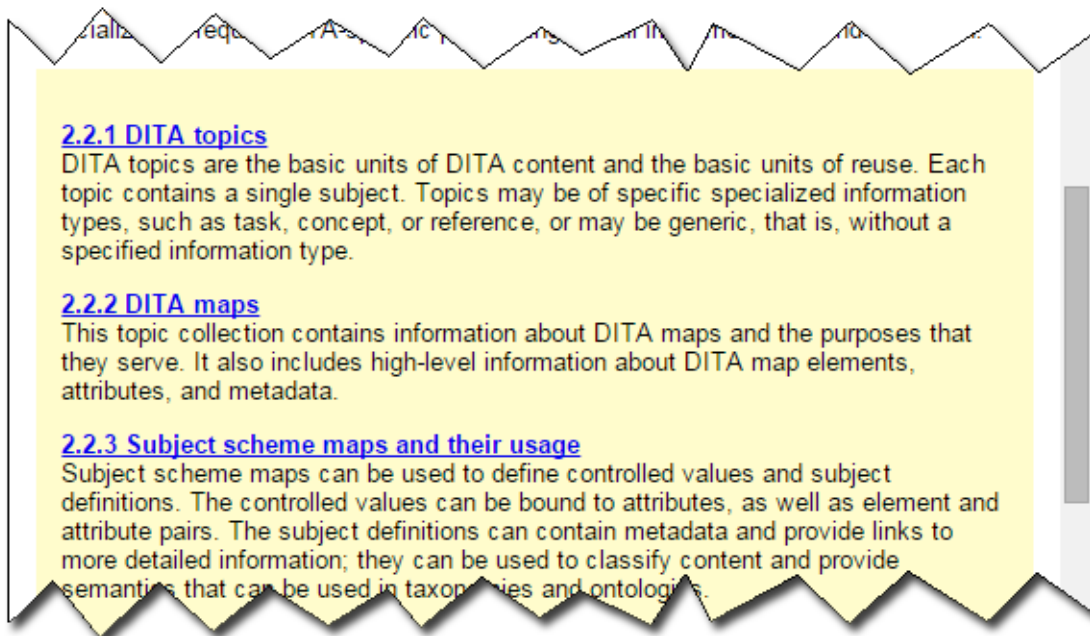 2.2.1 DITA topics
DITA topics are the basic units of DITA content and the basic units of reuse. Each
topic contains a single subject. Topics may be of specific specialized information
types, such as task, concept, or reference, or may be generic, that is, without a
specified information type.
2.2.2 DITA maps
This topic collection contains information about DITA maps and the purposes that
they serve. It also includes high-level information about DITA map elements,
attributes, and metadata.
2.2.3 Subject scheme maps and their usage
Subject scheme maps can be used to define controlled values and subject
definitions. The controlled values can be bound to attributes, as well as element and
attribute pairs. The subject definitions can contain metadata and provide links to
more detailed information; they can be used to classify content and provide
semantics that can be used in taxonomies and ontologies.